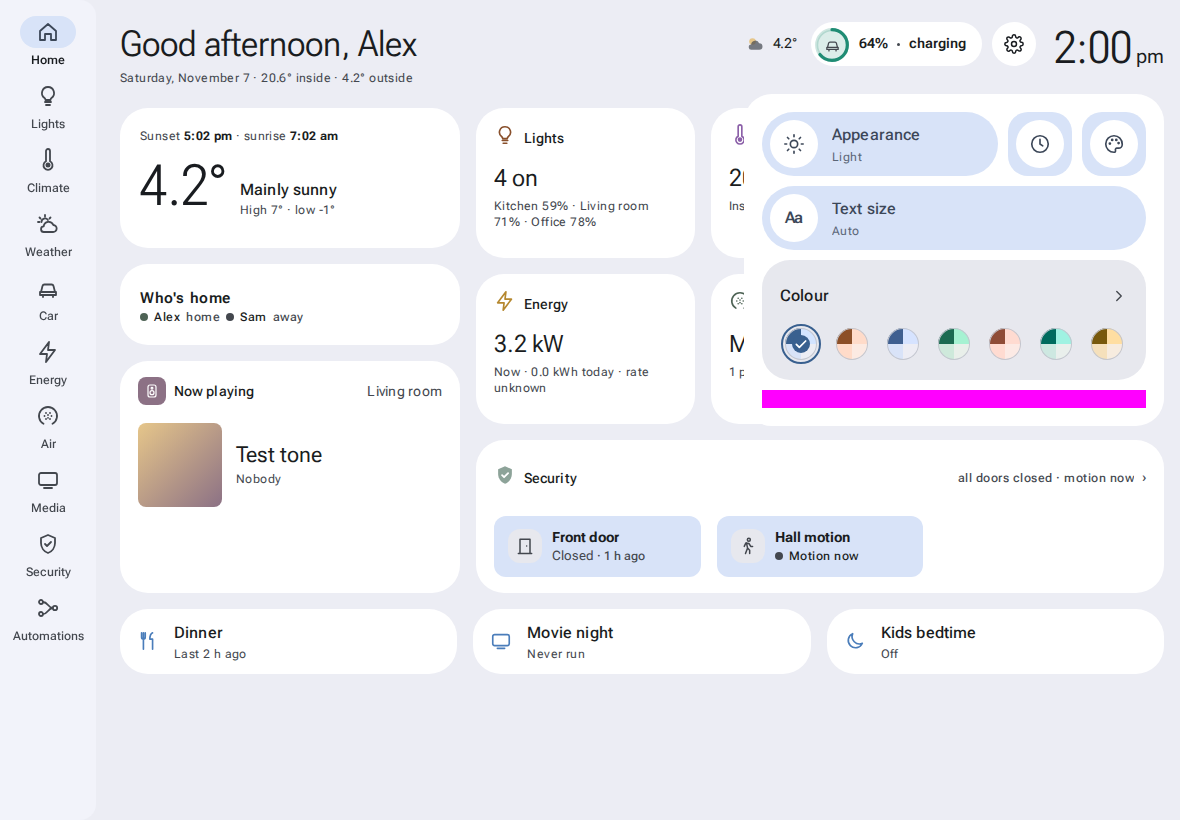 Home
Lights
Climate
Weather
Car
Energy
Air
Media
Security
Automations
Good afternoon, Alex
Saturday, November 7 · 20.6° inside · 4.2° outside
4.2°
64% · charging
2:00 pm
Sunset 5:02 pm · sunrise 7:02 am
4.2°
Mainly sunny
High 7° · low -1°
Who's home
Alex home Sam away
Now playing
Living room
Test tone
Nobody
Lights
4 on
Kitchen 59% · Living room
71% · Office 78%
Energy
3.2 kW
Now · 0.0 kWh today · rate
unknown
Ins
M
1 p
Appearance
Light
Aa
Text size
Auto
Colour
Security
all doors closed · motion now ›
Front door
Closed · 1 h ago
Hall motion
Motion now
Dinner
Last 2 h ago
Movie night
Never run
Kids bedtime
Off